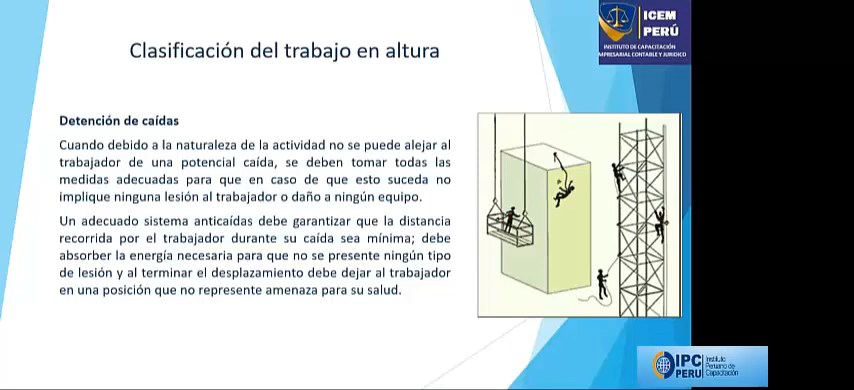 ICEM
PERÚ
INSTITUTO DE CAPACITACIÓN
MPRESARIAL CONTABLE Y JURIDICO
Clasificación del trabajo en altura
Detención de caídas
Cuando debido a la naturaleza de la actividad no se puede alejar al
trabajador de una potencial caída, se deben tomar todas las
medidas adecuadas para que en caso de que esto suceda no
implique ninguna lesión al trabajador o daño a ningún equipo.
Un adecuado sistema anticaídas debe garantizar que la distancia
recorrida por el trabajador durante su caída sea mínima; debe
absorber la energía necesaria para que no se presente ningún tipo
de lesión y al terminar el desplazamiento debe dejar al trabajador
en una posición que no represente amenaza para su salud.
IPC
PERU
Instituto
Peruano de
Capacitación